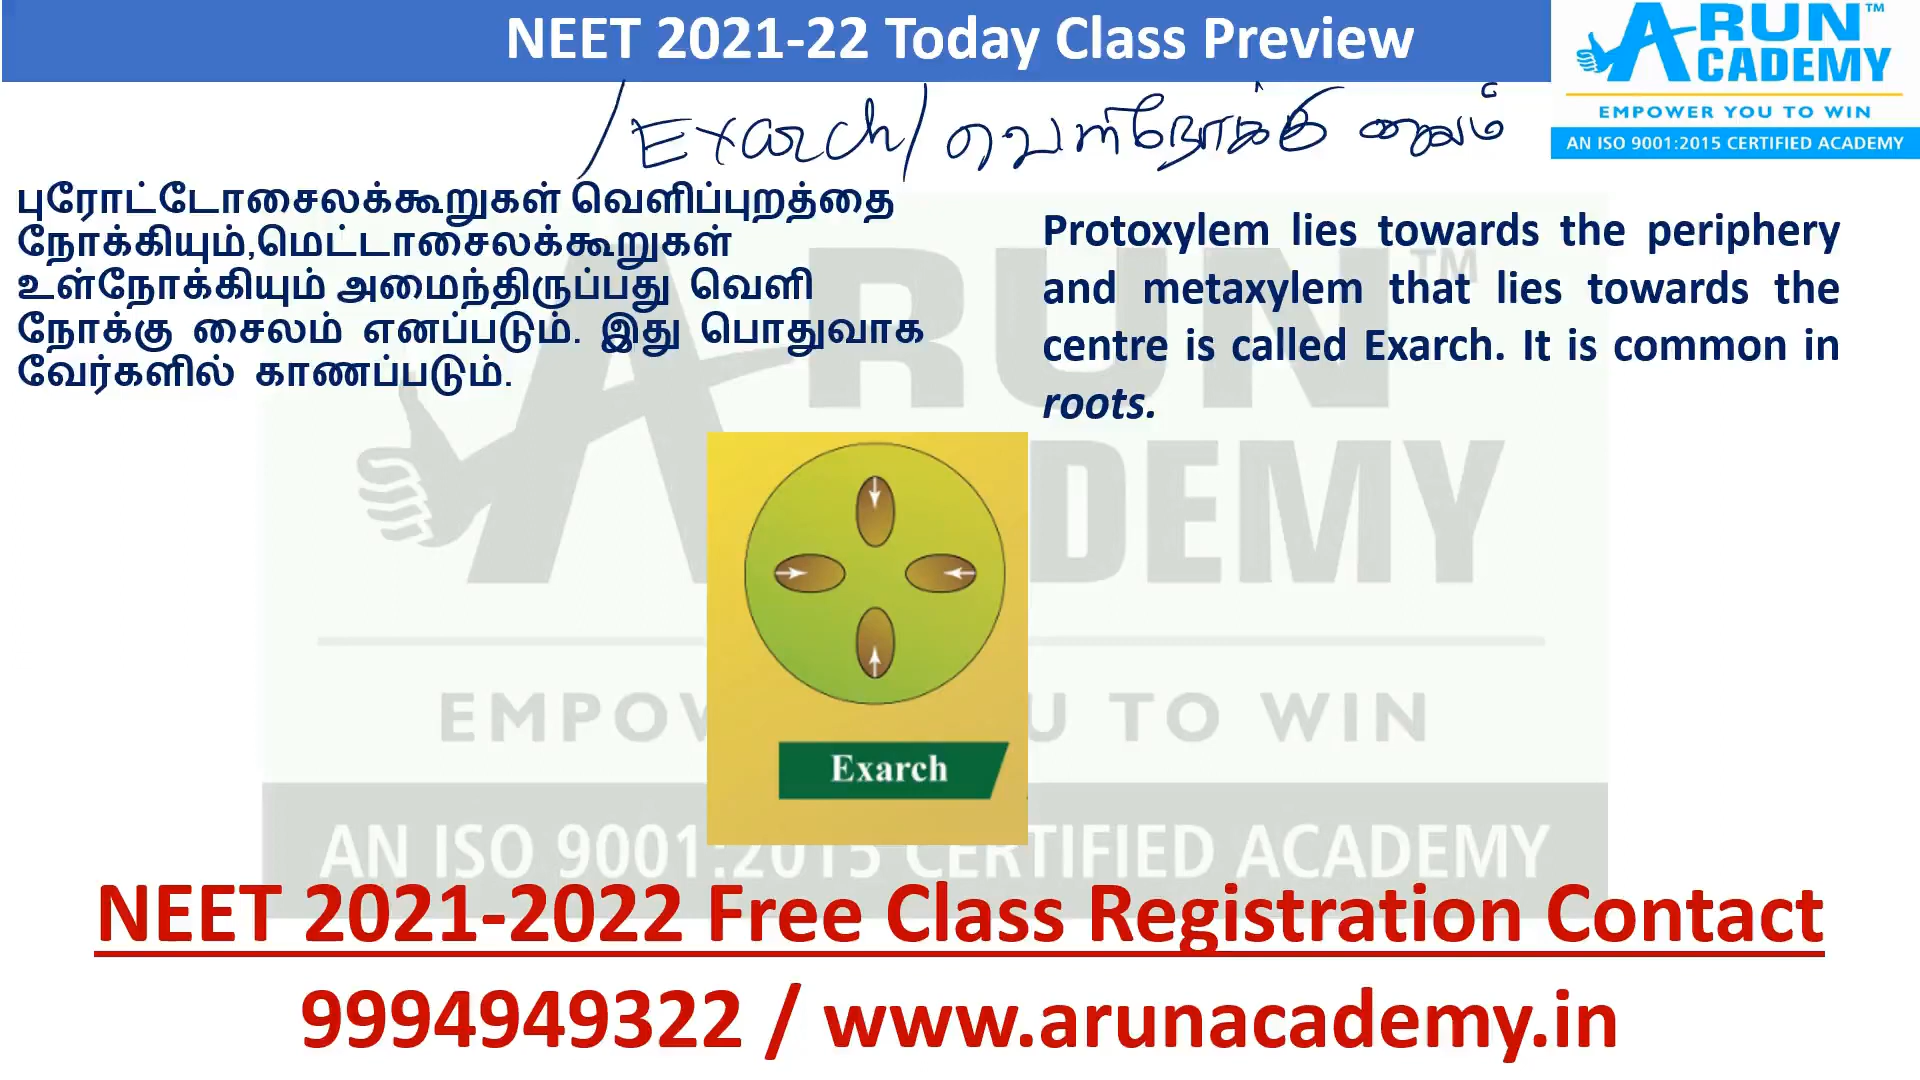 NEET 2021-22 Today Class Preview
ARUN ACADEMY™
EMPOWER YOU TO WIN
AN ISO 9001:2015 CERTIFIED ACADEMY
/Exarch/ வெளிநோக்கு சைலம்
புரோட்டோசைலக்கூறுகள் வெளிப்புறத்தை
நோக்கியும்,மெட்டாசைலக்கூறுகள்
உள்நோக்கியும் அமைந்திருப்பது வெளி
நோக்கு சைலம் எனப்படும். இது பொதுவாக
வேர்களில் காணப்படும்.
Protoxylem lies towards the periphery
and metaxylem that lies towards the
centre is called Exarch. It is common in
roots.
Exarch
NEET 2021-2022 Free Class Registration Contact
9994949322 / www.arunacademy.in